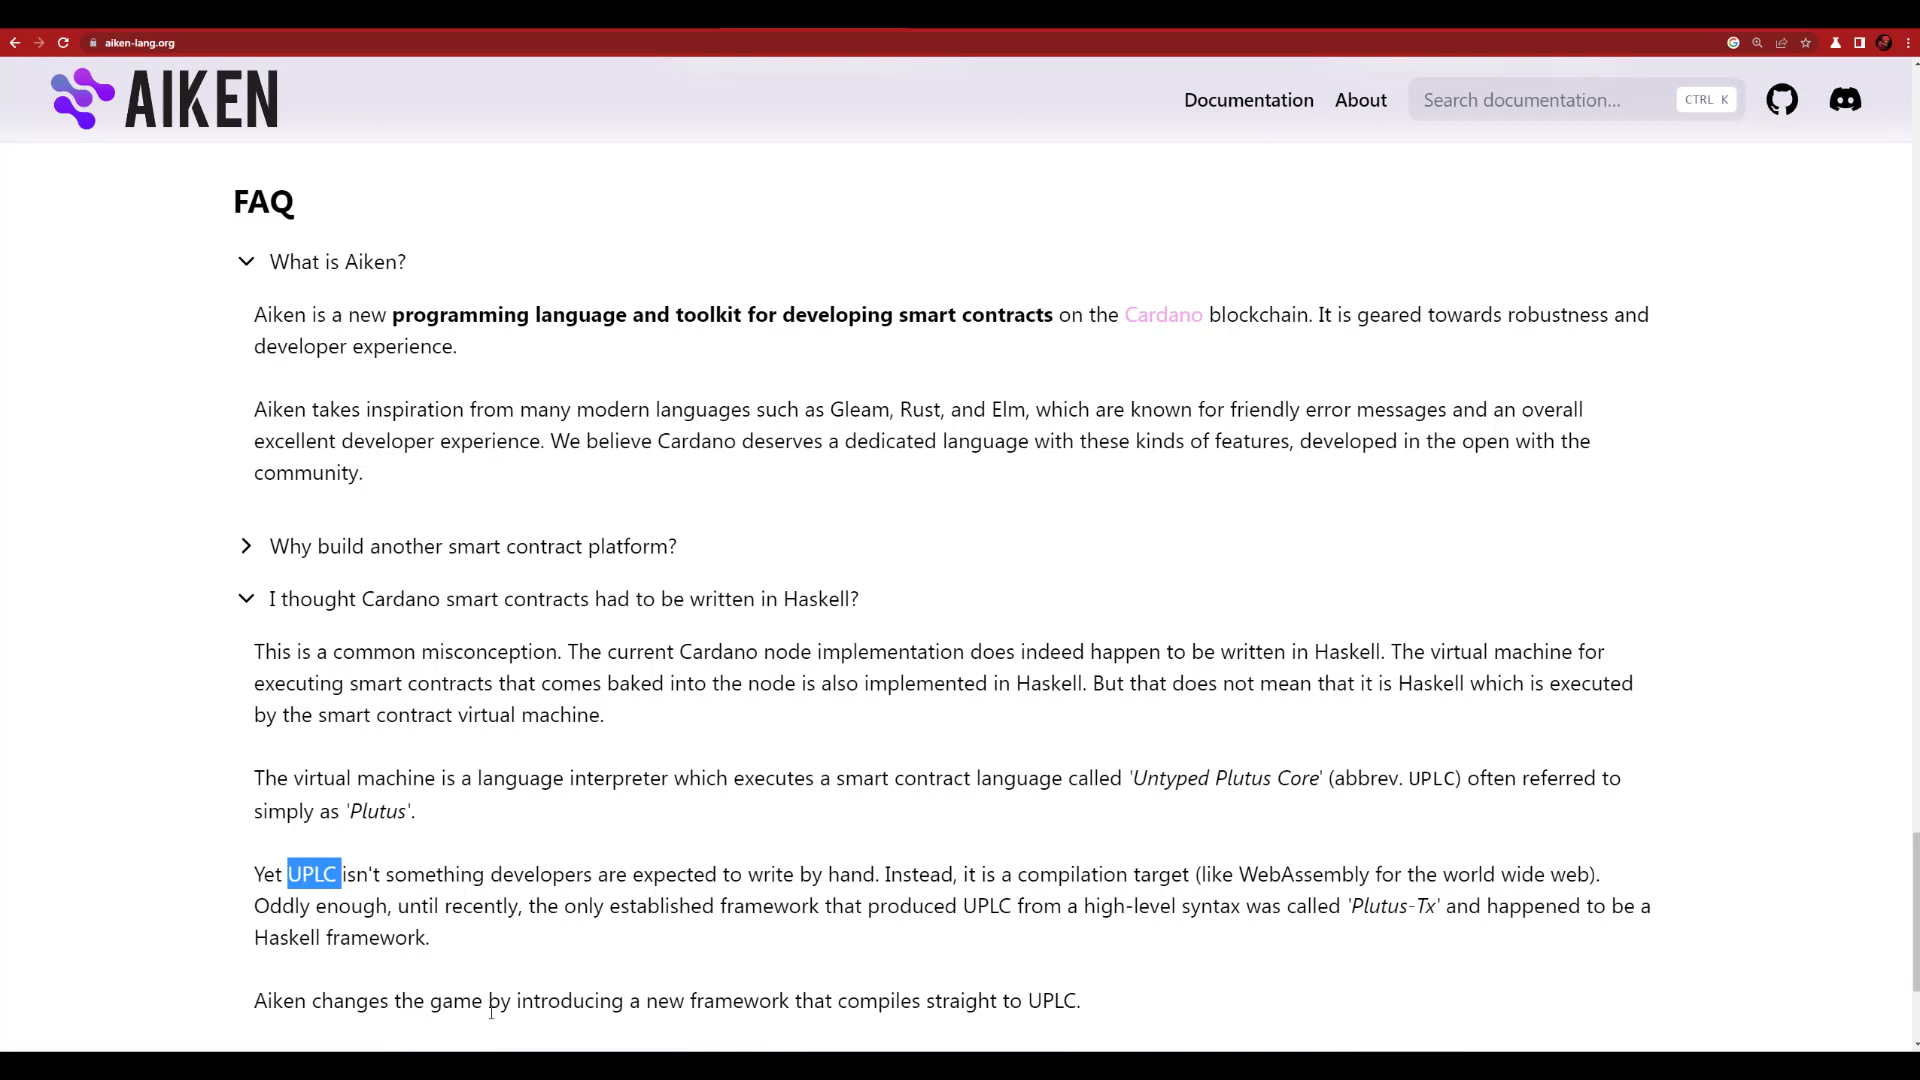 aiken-lang.org
AIKEN
Documentation
About
Search documentation...
CTRL K
FAQ
What is Aiken?
Aiken is a new programming language and toolkit for developing smart contracts on the Cardano blockchain. It is geared towards robustness and
developer experience.
Aiken takes inspiration from many modern languages such as Gleam, Rust, and Elm, which are known for friendly error messages and an overall
excellent developer experience. We believe Cardano deserves a dedicated language with these kinds of features, developed in the open with the
community.
Why build another smart contract platform?
I thought Cardano smart contracts had to be written in Haskell?
This is a common misconception. The current Cardano node implementation does indeed happen to be written in Haskell. The virtual machine for
executing smart contracts that comes baked into the node is also implemented in Haskell. But that does not mean that it is Haskell which is executed
by the smart contract virtual machine.
The virtual machine is a language interpreter which executes a smart contract language called 'Untyped Plutus Core' (abbrev. UPLC) often referred to
simply as 'Plutus'.
Yet UPLC isn't something developers are expected to write by hand. Instead, it is a compilation target (like WebAssembly for the world wide web).
Oddly enough, until recently, the only established framework that produced UPLC from a high-level syntax was called 'Plutus-Tx' and happened to be a
Haskell framework.
Aiken changes the game by introducing a new framework that compiles straight to UPLC.